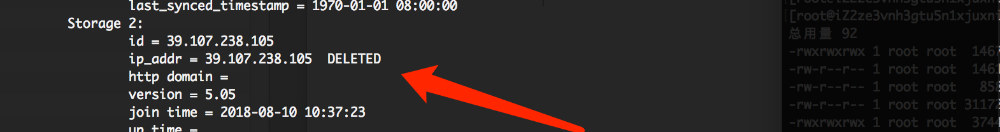 last_synced_timestamp = 1970-01-01 08:00:00
Storage 2:
id = 39.107.238.105
ip_addr = 39.107.238.105  DELETED
http domain =
version = 5.05
join time = 2018-08-10 10:37:23
up time =
[[root@iZ2ze3vnh3gtu5n1xjuxni
总用量 92
-rwxrwxrwx 1 root root  1467
-rw-r--r-- 1 root root  1461
-rw-r--r-- 1 root root   858
-rw-r--r-- 1 root root 31172
-rwxrwxrwx 1 root root  3744